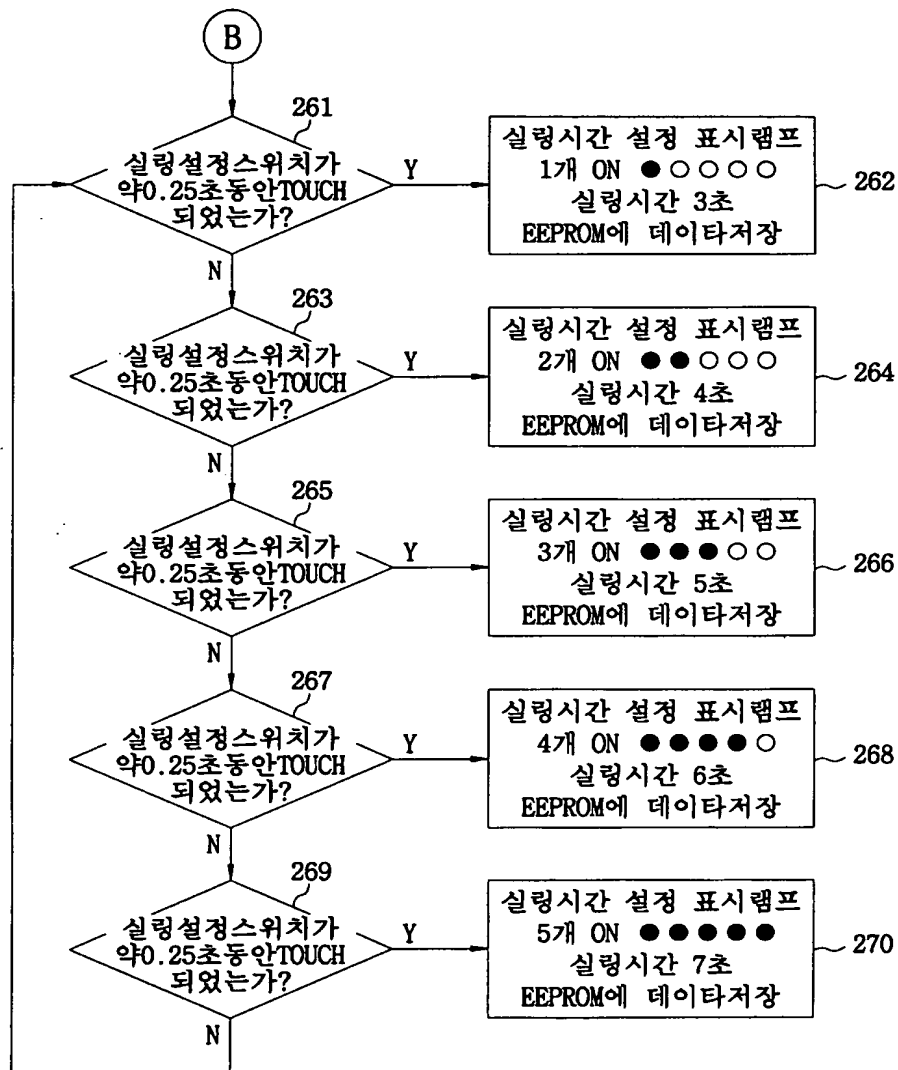 B
261
실링설정스위치가
약0.25초동안TOUCH
되었는가?
Y
N
실링시간 설정 표시램프
1개 ON ●○○○○
실링시간 3초
EEPROM에 데이타저장
262
263
실링설정스위치가
약0.25초동안TOUCH
되었는가?
Y
N
실링시간 설정 표시램프
2개 ON ●●○○○
실링시간 4초
EEPROM에 데이타저장
264
265
실링설정스위치가
약0.25초동안TOUCH
되었는가?
Y
N
실링시간 설정 표시램프
3개 ON ●●●○○
실링시간 5초
EEPROM에 데이타저장
266
267
실링설정스위치가
약0.25초동안TOUCH
되었는가?
Y
N
실링시간 설정 표시램프
4개 ON ●●●●○
실링시간 6초
EEPROM에 데이타저장
268
269
실링설정스위치가
약0.25초동안TOUCH
되었는가?
Y
N
실링시간 설정 표시램프
5개 ON ●●●●●
실링시간 7초
EEPROM에 데이타저장
270